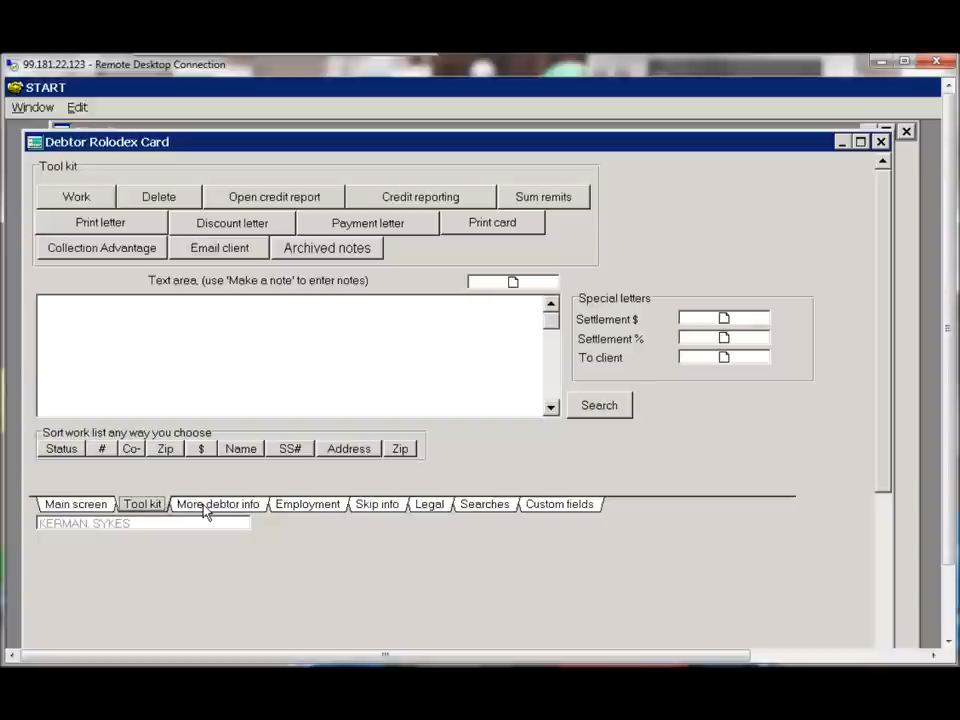 99.181.22.123 - Remote Desktop Connection
START
Window Edit
Debtor Rolodex Card
Tool kit
Work Delete Open credit report Credit reporting Sum remits
Print letter Discount letter Payment letter Print card
Collection Advantage Email client Archived notes
Text area, (use 'Make a note' to enter notes)
Special letters
Settlement $
Settlement %
To client
Search
Sort work list any way you choose
Status # Co- Zip $ Name SS# Address Zip
Main screen Tool kit More debtor info Employment Skip info Legal Searches Custom fields
KERMAN, SYKES